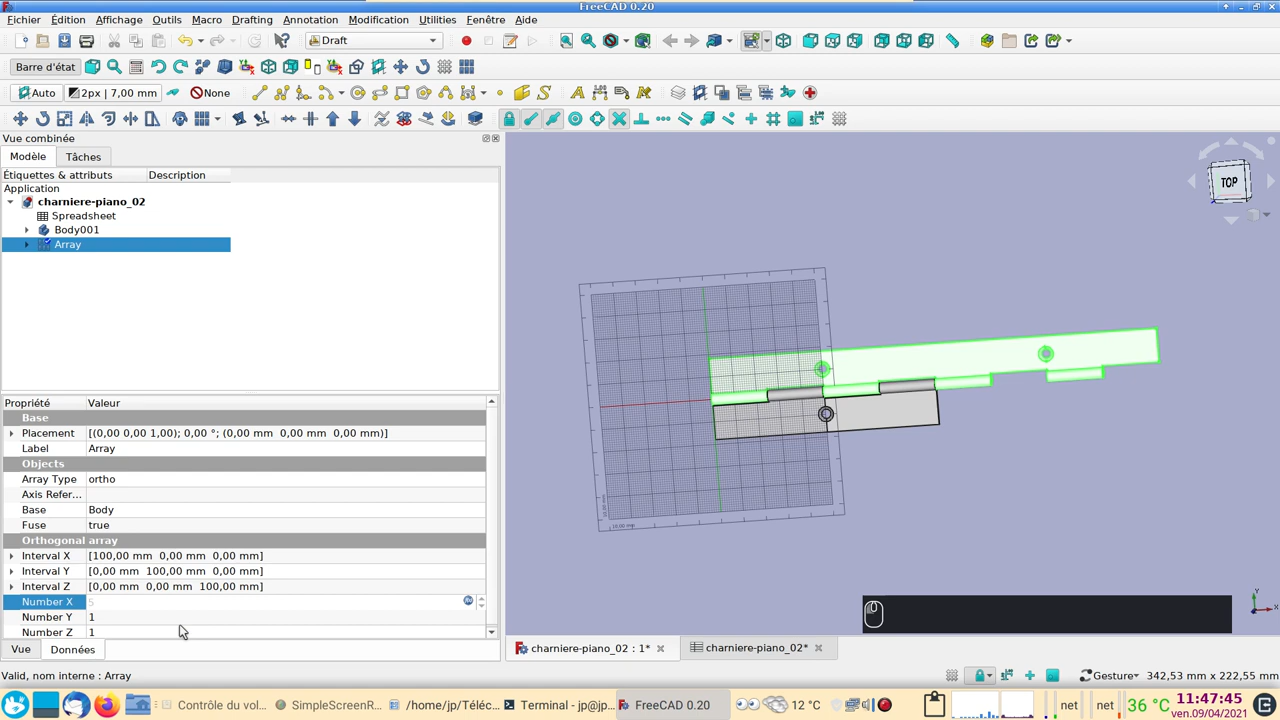 FreeCAD 0.20
Fichier Édition Affichage Outils Macro Drafting Annotation Modification Utilities Fenêtre Aide
Draft
Barre d'état
Auto 2px | 7,00 mm None
Vue combinée
Modèle Tâches
Étiquettes & attributs Description
Application
charniere-piano_02
Spreadsheet
Body001
Array
TOP
Propriété Valeur
Base
Placement [(0,00 0,00 1,00); 0,00 °; (0,00 mm 0,00 mm 0,00 mm)]
Label Array
Objects
Array Type ortho
Axis Refer...
Base Body
Fuse true
Orthogonal array
Interval X [100,00 mm 0,00 mm 0,00 mm]
Interval Y [0,00 mm 100,00 mm 0,00 mm]
Interval Z [0,00 mm 0,00 mm 100,00 mm]
Number X 5
Number Y 1
Number Z 1
Vue Données
charniere-piano_02 : 1* charniere-piano_02*
Valid, nom interne : Array
Gesture 342,53 mm x 222,55 mm
Contrôle du vol... SimpleScreenR... /home/jp/Téléc... Terminal - jp@jp... FreeCAD 0.20 12 °C net net 36 °C 11:47:45
ven.09/04/2021